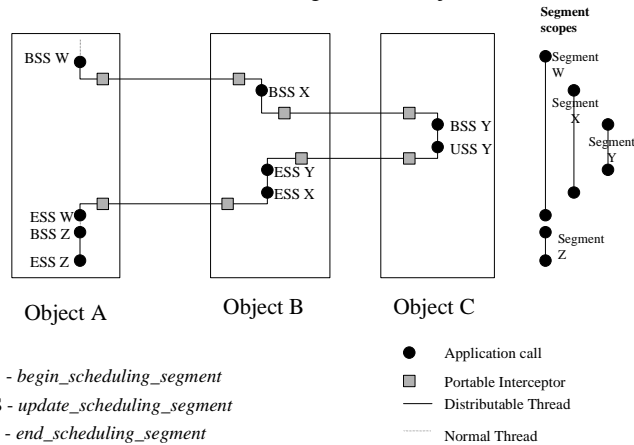 Segment
scopes
BSS W
Segment
W
BSS X
Segment
X
BSS Y
Segment
Y
USS Y
ESS Y
ESS X
ESS W
BSS Z
Segment
Z
ESS Z
Object A
Object B
Object C
Application call
- begin_scheduling_segment
Portable Interceptor
- update_scheduling_segment
Distributable Thread
- end_scheduling_segment
Normal Thread